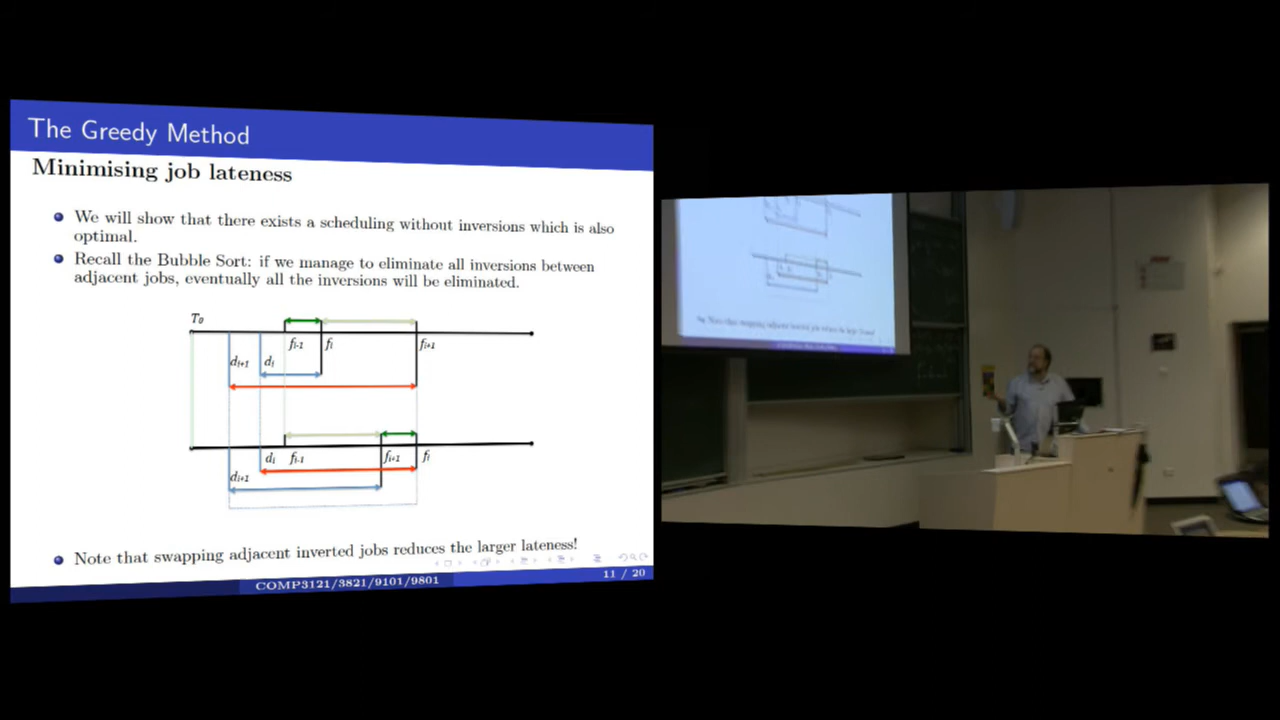 The Greedy Method
Minimising job lateness
We will show that there exists a scheduling without inversions which is also
optimal.
Recall the Bubble Sort: if we manage to eliminate all inversions between
adjacent jobs, eventually all the inversions will be eliminated.
T₀
fᵢ₋₁ fᵢ fᵢ₊₁
dᵢ₊₁ dᵢ
dᵢ fᵢ₋₁ fᵢ₊₁ fᵢ
dᵢ₊₁
Note that swapping adjacent inverted jobs reduces the larger lateness!
11 / 20
COMP3121/3821/9101/9801